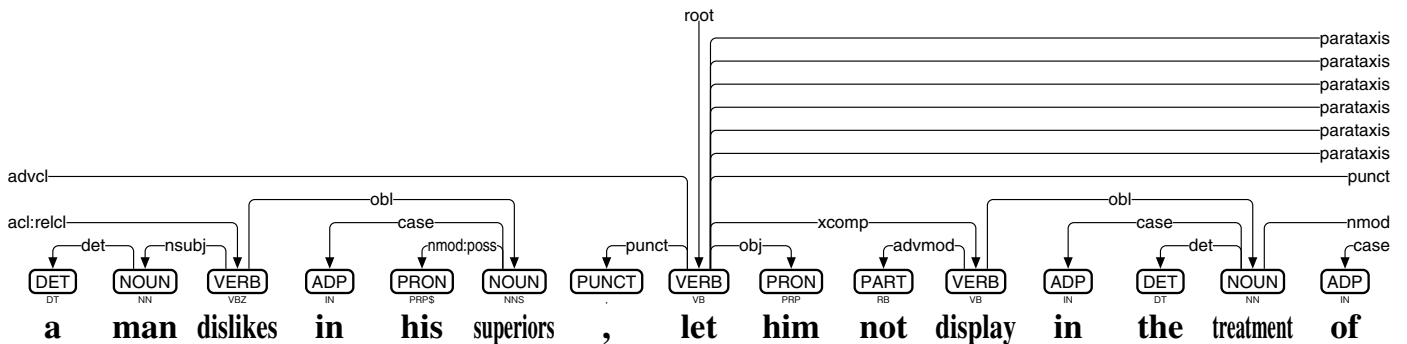 root
parataxis
parataxis
parataxis
parataxis
parataxis
parataxis
advcl punct
obl obl
acl:relcl case xcomp case nmod
det nsubj nmod:poss punct obj advmod det case
DET NOUN VERB ADP PRON NOUN PUNCT VERB PRON PART VERB ADP DET NOUN ADP
DT NN VBZ IN PRP$ NNS , VB PRP RB VB IN DT NN IN
a man dislikes in his superiors , let him not display in the treatment of